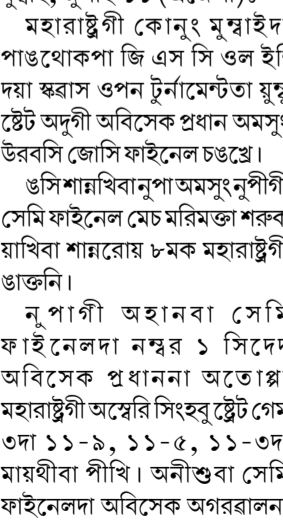 মহারাষ্ট্রগী কোনুং মুম্বাইদ
পাঙথোকপা জি এস সি ওল ইন্
দয়া স্কৱাস ওপন টুর্নামেন্টতা য়ুম্ব
ষ্টেট অদুগী অবিসেক প্রধান অমসুং
উরবসি জোসি ফাইনেল চঙখ্রে।
ঙসি শান্নখিবা নুপা অমসুং নুপীগী
সেমি ফাইনেল মেচ মরিমক্তা শরুক
য়াখিবা শান্নরোয় ৮মক মহারাষ্ট্রগী
ঙাক্তনি।
নুপাগী অহানবা সেমি
ফাইনেলদা নম্বর ১ সিদেদ
অবিসেক প্রধাননা অতোপ্পা
মহারাষ্ট্রগী অম্বেরি সিংহবু ষ্ট্রেট গেম
৩দা ১১-৯, ১১-৫, ১১-৩দ
মায়থীবা পীখি। অনীশুবা সেমি
ফাইনেলদা অবিসেক অগরৱালন